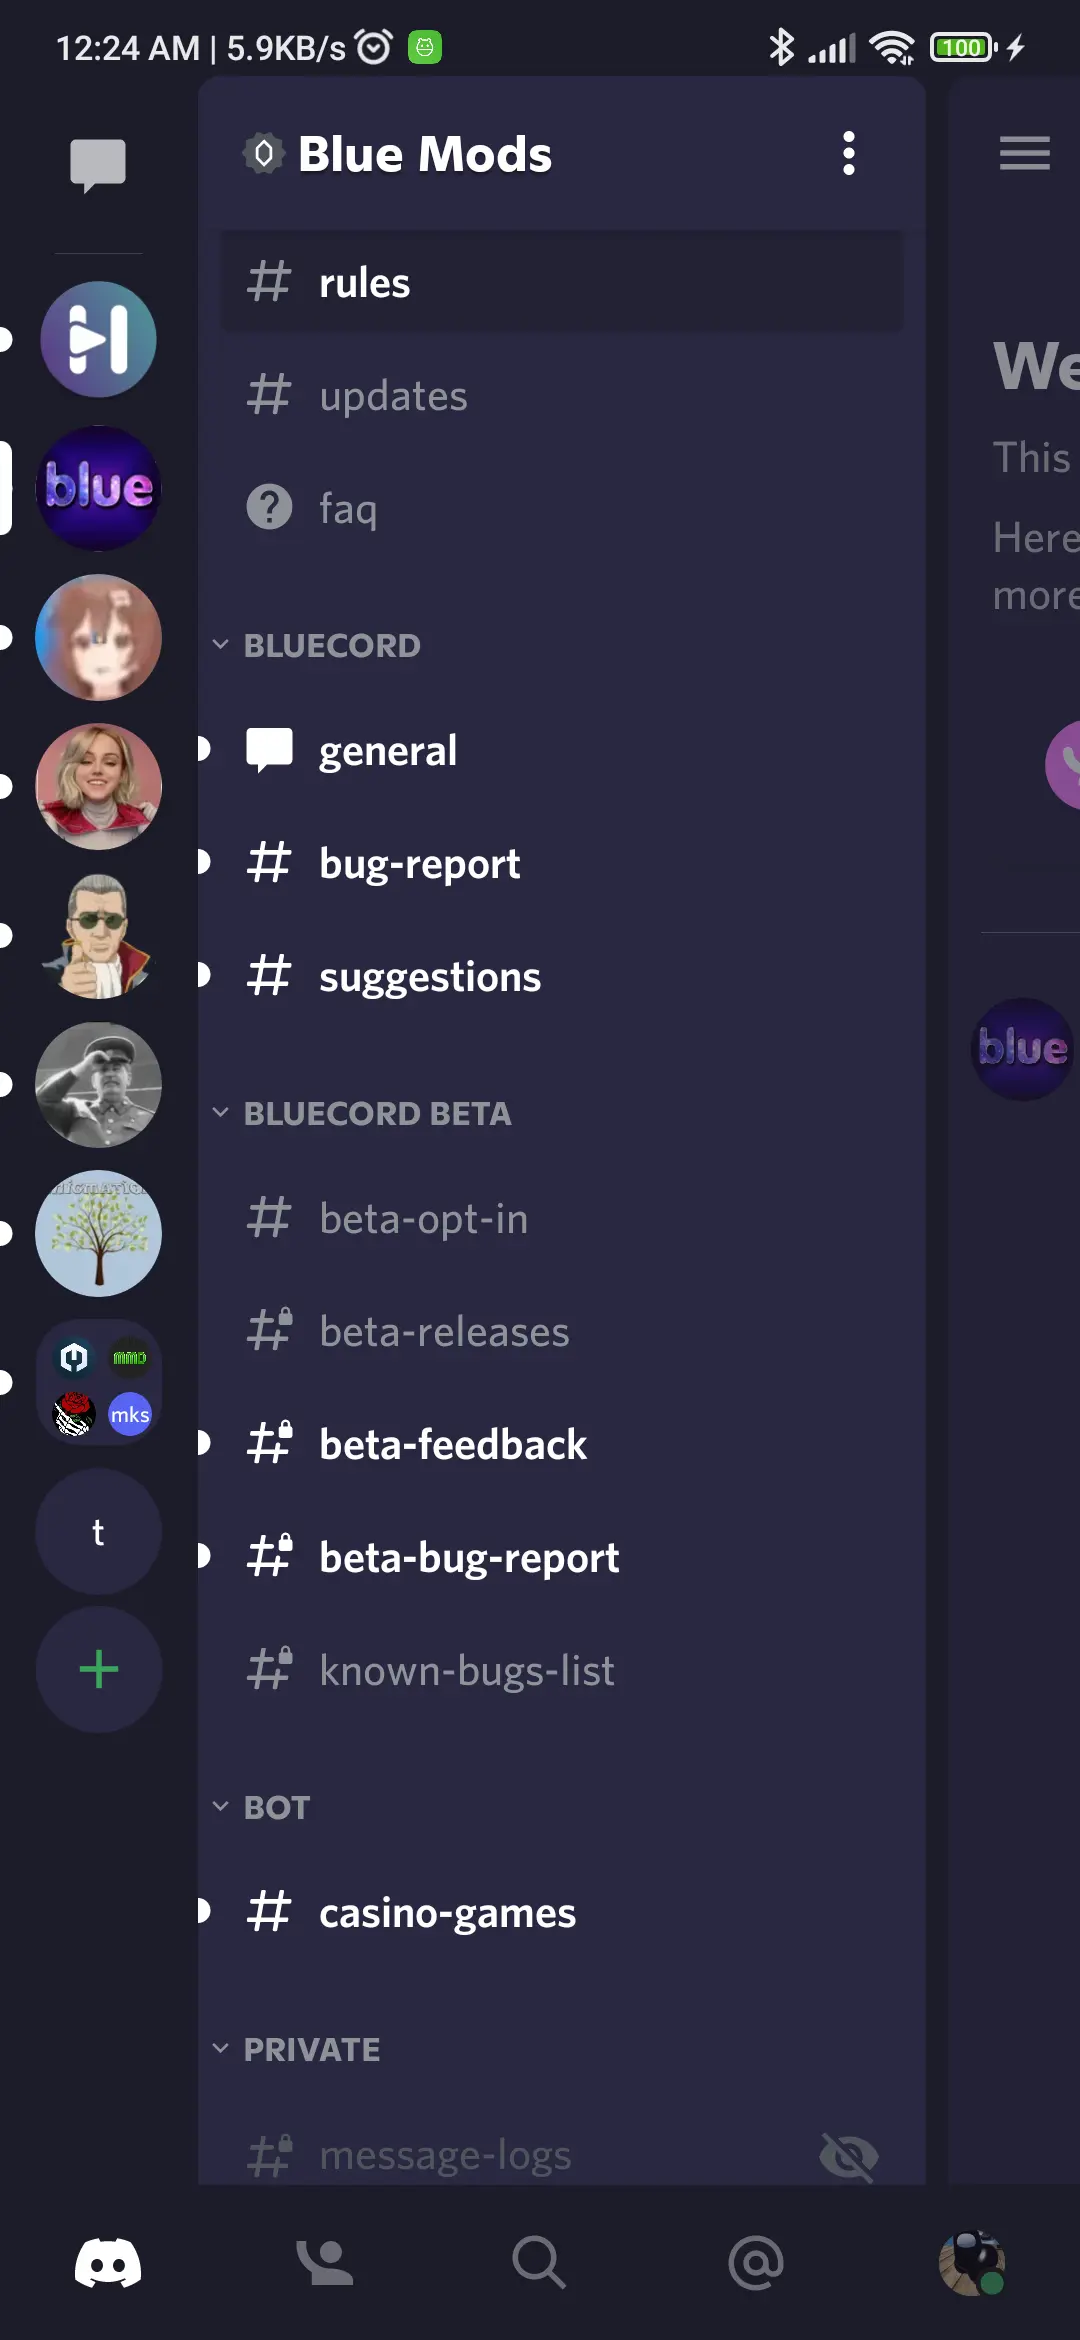 12:24 AM | 5.9KB/s
100
Blue Mods
rules
updates
faq
BLUECORD
general
bug-report
suggestions
BLUECORD BETA
beta-opt-in
beta-releases
beta-feedback
beta-bug-report
known-bugs-list
BOT
casino-games
PRIVATE
message-logs
blue
mmd
mks
t
We
This
Here
more
blue